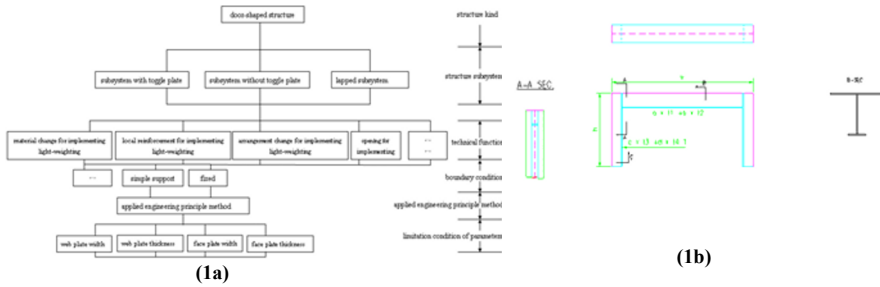 doos shaped structure
structure kind
subsystem with toggle plate
subsystem without toggle plate
lapped subsystem
structure subsystem
material change for implementing light-weighting
local reinforcement for implementing light-weighting
arrangement change for implementing light-weighting
opening for implementing
technical function
simple support
fixed
boundary condition
applied engineering principle method
applied engineering principle method
web plate width
web plate thickness
face plate width
face plate thickness
limitation condition of parameters
(1a)
A-A SEC.
B-SEC
(1b)